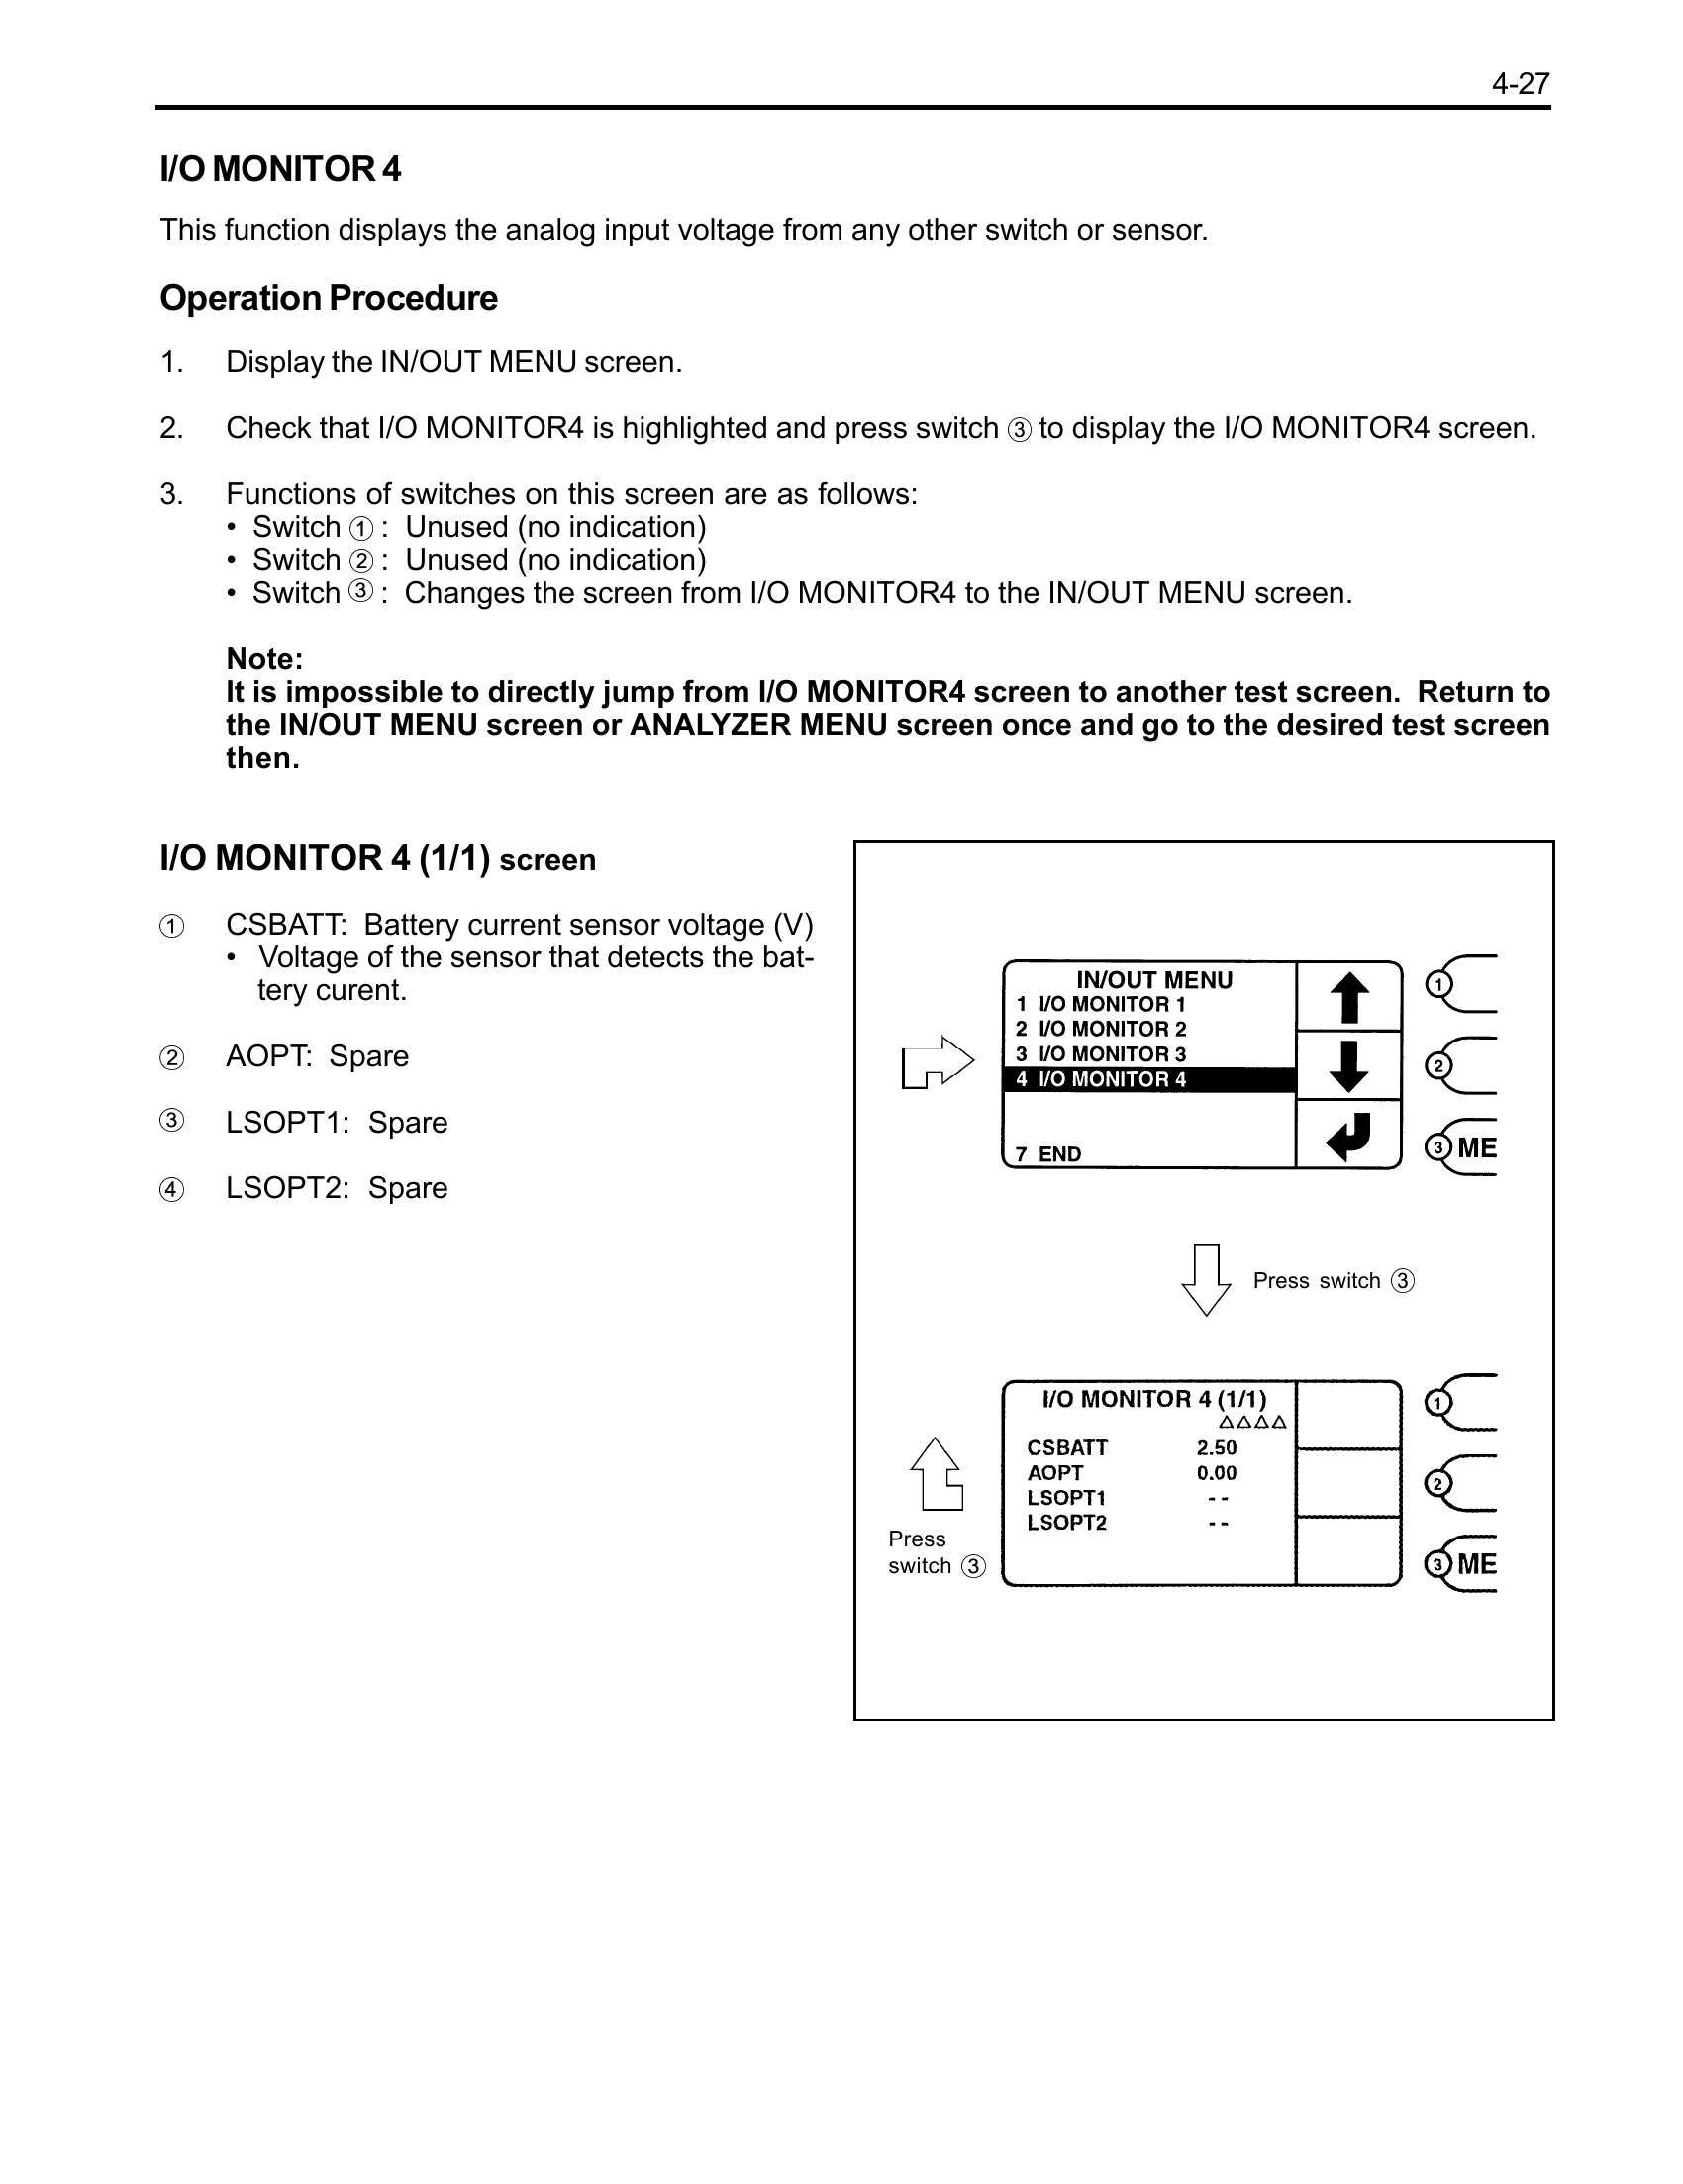 4-27
I/O MONITOR 4
This function displays the analog input voltage from any other switch or sensor.
Operation Procedure
1. Display the IN/OUT MENU screen.
2. Check that I/O MONITOR4 is highlighted and press switch ③ to display the I/O MONITOR4 screen.
3. Functions of switches on this screen are as follows:
• Switch ① : Unused (no indication)
• Switch ② : Unused (no indication)
• Switch ③ : Changes the screen from I/O MONITOR4 to the IN/OUT MENU screen.
Note:
It is impossible to directly jump from I/O MONITOR4 screen to another test screen. Return to
the IN/OUT MENU screen or ANALYZER MENU screen once and go to the desired test screen
then.
I/O MONITOR 4 (1/1) screen
① CSBATT: Battery current sensor voltage (V)
• Voltage of the sensor that detects the bat-
tery curent.
② AOPT: Spare
③ LSOPT1: Spare
④ LSOPT2: Spare
IN/OUT MENU
1 I/O MONITOR 1
2 I/O MONITOR 2
3 I/O MONITOR 3
4 I/O MONITOR 4
7 END
①
②
③ ME
Press switch ③
I/O MONITOR 4 (1/1)
△△△△
CSBATT 2.50
AOPT 0.00
LSOPT1 - -
LSOPT2 - -
①
②
③ ME
Press
switch ③